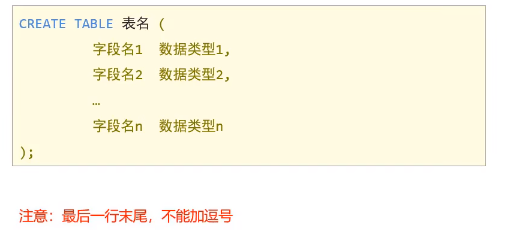 CREATE TABLE 表名 (
字段名1 数据类型1,
字段名2 数据类型2,
…
字段名n 数据类型n
);
注意：最后一行末尾，不能加逗号